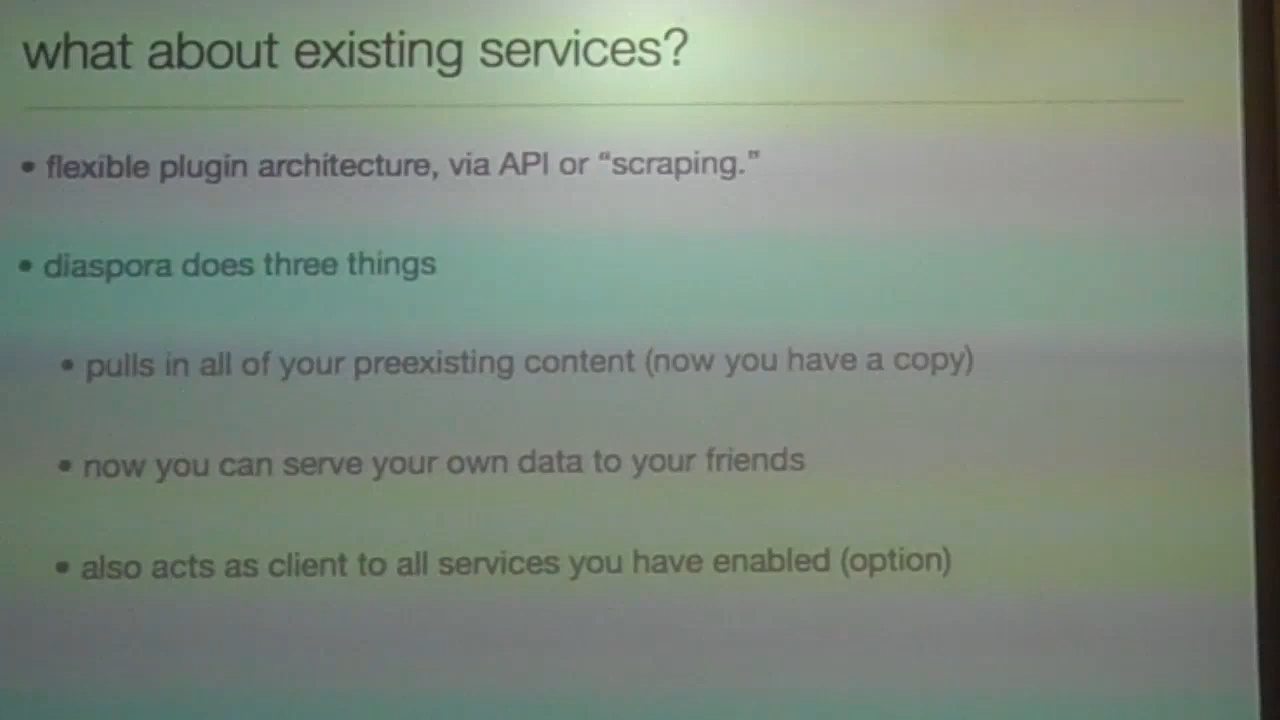 what about existing services?
• flexible plugin architecture, via API or “scraping.”
• diaspora does three things
• pulls in all of your preexisting content (now you have a copy)
• now you can serve your own data to your friends
• also acts as client to all services you have enabled (option)